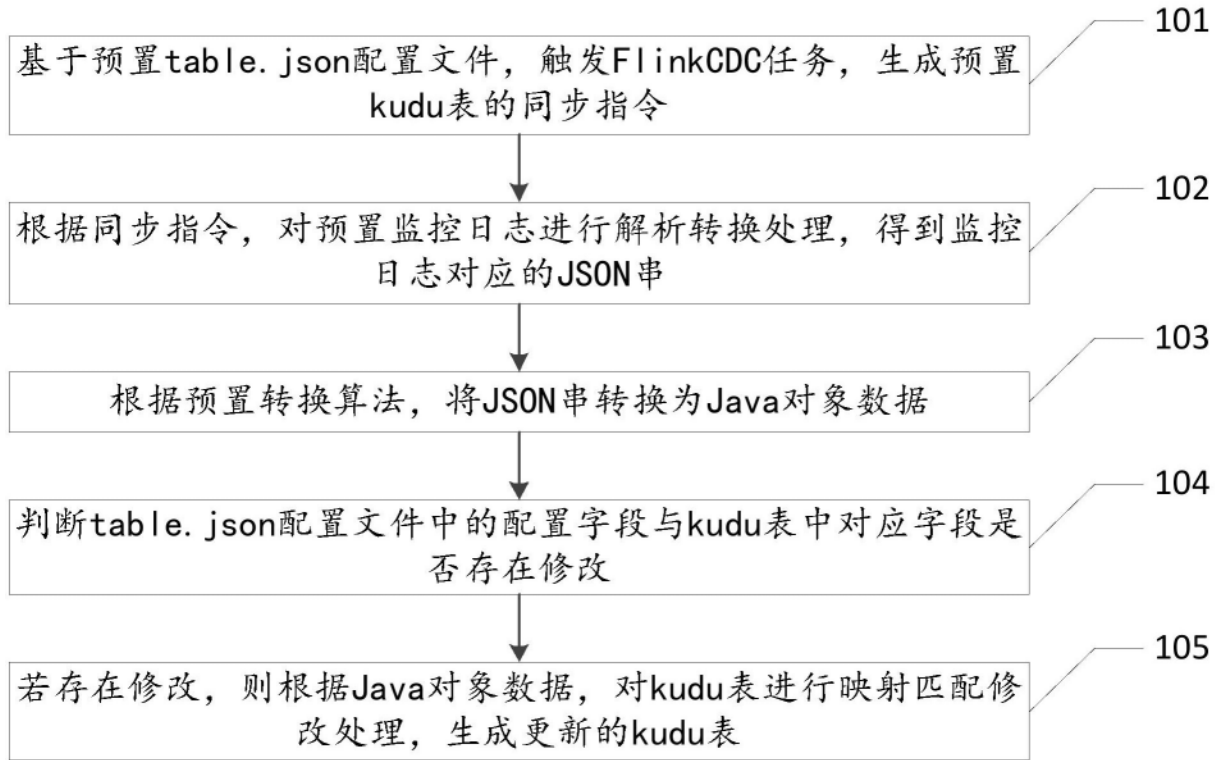 101
基于预置table.json配置文件，触发FlinkCDC任务，生成预置
kudu表的同步指令
102
根据同步指令，对预置监控日志进行解析转换处理，得到监控
日志对应的JSON串
103
根据预置转换算法，将JSON串转换为Java对象数据
104
判断table.json配置文件中的配置字段与kudu表中对应字段是
否存在修改
105
若存在修改，则根据Java对象数据，对kudu表进行映射匹配修
改处理，生成更新的kudu表